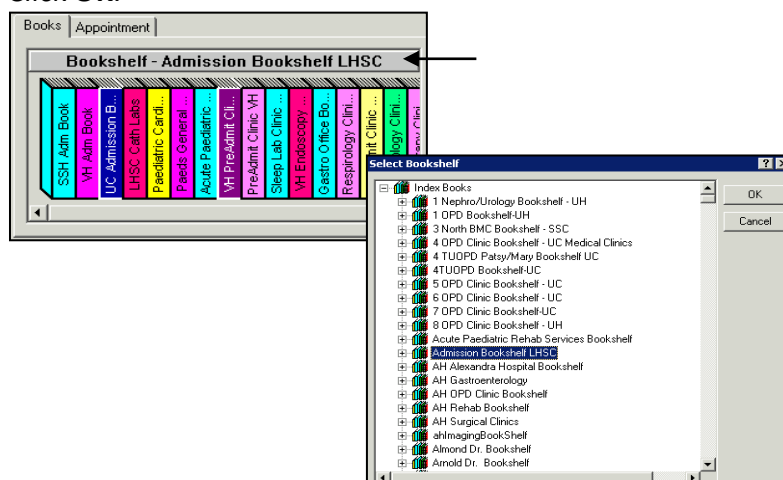 Books Appointment
Bookshelf - Admission Bookshelf LHSC
SSH Adm Book
VH Adm Book
UC Admission B...
LHSC Cath Labs
Paediatric Cardi...
Paeds General ...
Acute Paediatric ...
VH PreAdmit Cli...
PreAdmit Clinic VH
Sleep Lab Clinic ...
VH Endoscopy ...
Gastro Office Bo...
Respirology Clini...
Select Bookshelf
OK
Cancel
Index Books
1 Nephro/Urology Bookshelf - UH
1 OPD Bookshelf-UH
3 North BMC Bookshelf - SSC
4 OPD Clinic Bookshelf - UC Medical Clinics
4 TUOPD Patsy/Mary Bookshelf UC
4TUOPD Bookshelf-UC
5 OPD Clinic Bookshelf - UC
6 OPD Clinic Bookshelf - UC
7 OPD Clinic Bookshelf-UC
8 OPD Clinic Bookshelf - UH
Acute Paediatric Rehab Services Bookshelf
Admission Bookshelf LHSC
AH Alexandra Hospital Bookshelf
AH Gastroenterology
AH OPD Clinic Bookshelf
AH Rehab Bookshelf
AH Surgical Clinics
ahImagingBookShelf
Almond Dr. Bookshelf
Arnold Dr. Bookshelf